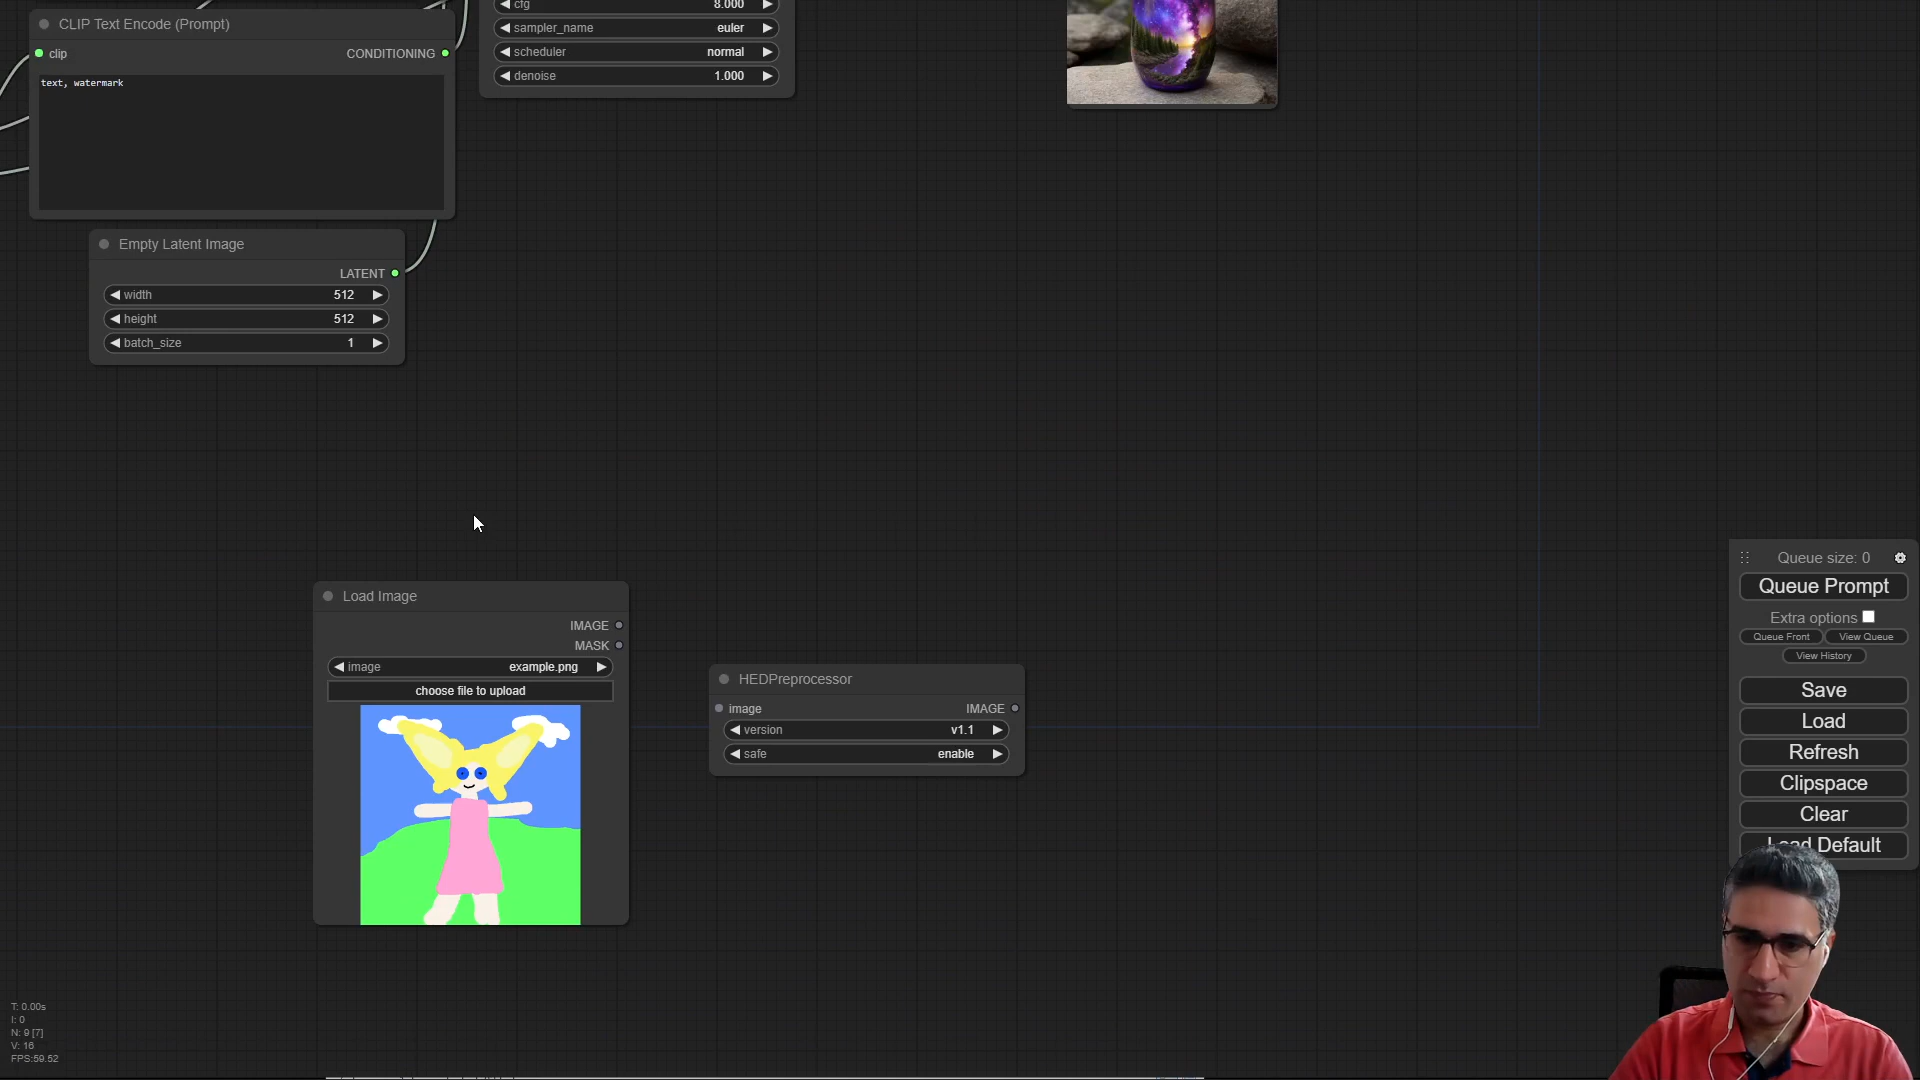 CLIP Text Encode (Prompt)
clip
CONDITIONING
text, watermark
cfg
8.000
sampler_name
euler
scheduler
normal
denoise
1.000
Empty Latent Image
LATENT
width
512
height
512
batch_size
1
Load Image
IMAGE
MASK
image
example.png
choose file to upload
HEDPreprocessor
image
IMAGE
version
v1.1
safe
enable
Queue size: 0
Queue Prompt
Extra options
Queue Front
View Queue
View History
Save
Load
Refresh
Clipspace
Clear
Load Default
T: 0.00s
I: 0
N: 9 [7]
V: 16
FPS:59.52